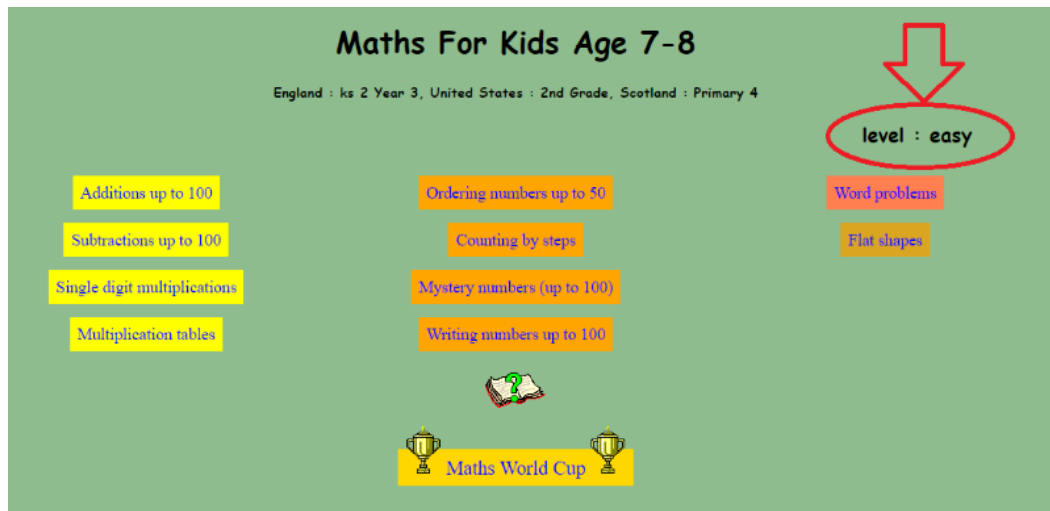 Maths For Kids Age 7-8
England : ks 2 Year 3, United States : 2nd Grade, Scotland : Primary 4
level : easy
Additions up to 100
Subtractions up to 100
Single digit multiplications
Multiplication tables
Ordering numbers up to 50
Counting by steps
Mystery numbers (up to 100)
Writing numbers up to 100
Word problems
Flat shapes
?
Maths World Cup